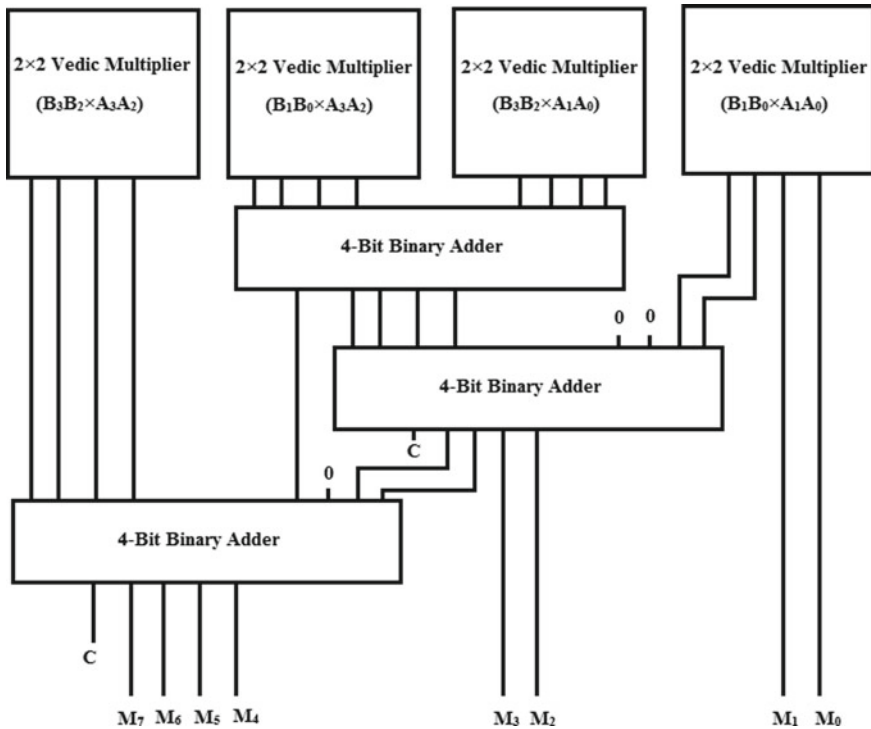 2×2 Vedic Multiplier
(B₃B₂×A₃A₂)
2×2 Vedic Multiplier
(B₁B₀×A₃A₂)
2×2 Vedic Multiplier
(B₃B₂×A₁A₀)
2×2 Vedic Multiplier
(B₁B₀×A₁A₀)
4-Bit Binary Adder
0 0
4-Bit Binary Adder
C
0
4-Bit Binary Adder
C
M₇ M₆ M₅ M₄ M₃ M₂ M₁ M₀